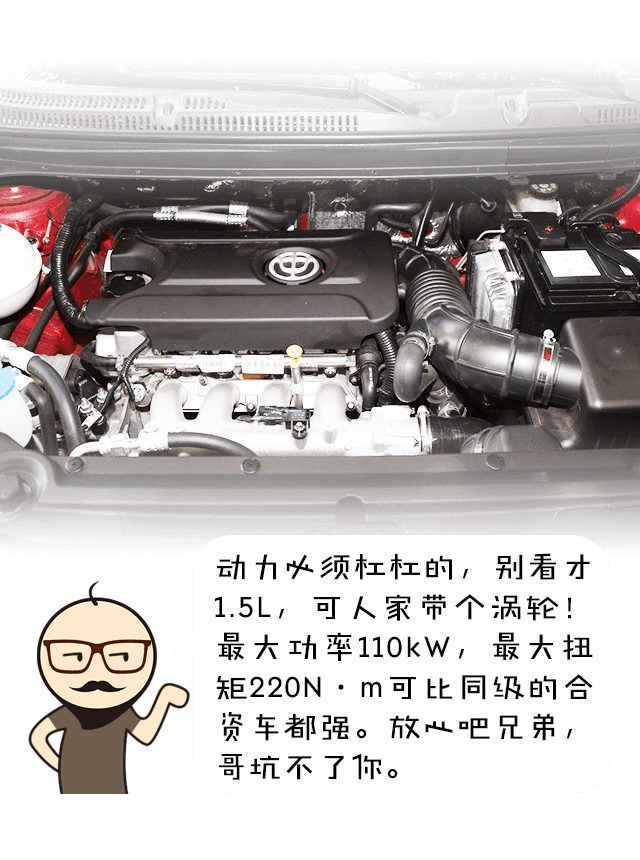 动力必须杠杠的，别看才
1.5L，可人家带个涡轮！
最大功率110kW，最大扭
矩220N·m可比同级的合
资车都强。放心吧兄弟，
哥坑不了你。